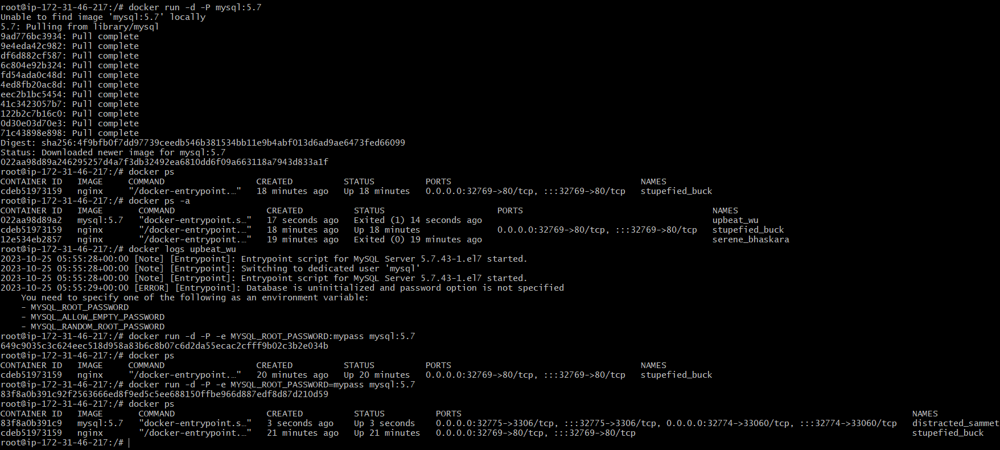 root@ip-172-31-46-217:/# docker run -d -P mysql:5.7
Unable to find image 'mysql:5.7' locally
5.7: Pulling from library/mysql
9ad776bc3934: Pull complete
9e4eda42c982: Pull complete
df6d882cf587: Pull complete
6c804e92b324: Pull complete
fd54ada0c48d: Pull complete
4ed8fb20ac8d: Pull complete
eec2b1bc5454: Pull complete
41c3423057b7: Pull complete
122b2c7b16c0: Pull complete
0d30e03d70e3: Pull complete
71c43898e898: Pull complete
Digest: sha256:4f9bfb0f7dd97739ceedb546b381534bb11e9b4abf013d6ad9ae6473fed66099
Status: Downloaded newer image for mysql:5.7
022aa98d89a246295257d4a7f3db32492ea6810dd6f09a663118a7943d833a1f
root@ip-172-31-46-217:/# docker ps
CONTAINER ID   IMAGE     COMMAND                  CREATED          STATUS          PORTS                                     NAMES
cdeb51973159   nginx     "/docker-entrypoint.…"   18 minutes ago   Up 18 minutes   0.0.0.0:32769->80/tcp, :::32769->80/tcp   stupefied_buck
root@ip-172-31-46-217:/# docker ps -a
CONTAINER ID   IMAGE       COMMAND                  CREATED          STATUS                      PORTS                                     NAMES
022aa98d89a2   mysql:5.7   "docker-entrypoint.s…"   17 seconds ago   Exited (1) 14 seconds ago                                             upbeat_wu
cdeb51973159   nginx       "/docker-entrypoint.…"   18 minutes ago   Up 18 minutes               0.0.0.0:32769->80/tcp, :::32769->80/tcp   stupefied_buck
12e534eb2857   nginx       "/docker-entrypoint.…"   19 minutes ago   Exited (0) 19 minutes ago                                             serene_bhaskara
root@ip-172-31-46-217:/# docker logs upbeat_wu
2023-10-25 05:55:28+00:00 [Note] [Entrypoint]: Entrypoint script for MySQL Server 5.7.43-1.el7 started.
2023-10-25 05:55:28+00:00 [Note] [Entrypoint]: Switching to dedicated user 'mysql'
2023-10-25 05:55:28+00:00 [Note] [Entrypoint]: Entrypoint script for MySQL Server 5.7.43-1.el7 started.
2023-10-25 05:55:29+00:00 [ERROR] [Entrypoint]: Database is uninitialized and password option is not specified
    You need to specify one of the following as an environment variable:
    - MYSQL_ROOT_PASSWORD
    - MYSQL_ALLOW_EMPTY_PASSWORD
    - MYSQL_RANDOM_ROOT_PASSWORD
root@ip-172-31-46-217:/# docker run -d -P -e MYSQL_ROOT_PASSWORD:mypass mysql:5.7
649c9035c3c624eec518d958a83b6c8b07c6d2da55ecac2cfff9b02c3b2e034b
root@ip-172-31-46-217:/# docker ps
CONTAINER ID   IMAGE     COMMAND                  CREATED          STATUS          PORTS                                     NAMES
cdeb51973159   nginx     "/docker-entrypoint.…"   20 minutes ago   Up 20 minutes   0.0.0.0:32769->80/tcp, :::32769->80/tcp   stupefied_buck
root@ip-172-31-46-217:/# docker run -d -P -e MYSQL_ROOT_PASSWORD=mypass mysql:5.7
83f8a0b391c92f2563666ed8f9ed5c5ee688150ffbe966d887edf8d87d210d59
root@ip-172-31-46-217:/# docker ps
CONTAINER ID   IMAGE       COMMAND                  CREATED          STATUS          PORTS                                                                                        NAMES
83f8a0b391c9   mysql:5.7   "docker-entrypoint.s…"   3 seconds ago    Up 3 seconds    0.0.0.0:32775->3306/tcp, :::32775->3306/tcp, 0.0.0.0:32774->33060/tcp, :::32774->33060/tcp   distracted_sammet
cdeb51973159   nginx       "/docker-entrypoint.…"   21 minutes ago   Up 21 minutes   0.0.0.0:32769->80/tcp, :::32769->80/tcp                                                      stupefied_buck
root@ip-172-31-46-217:/#